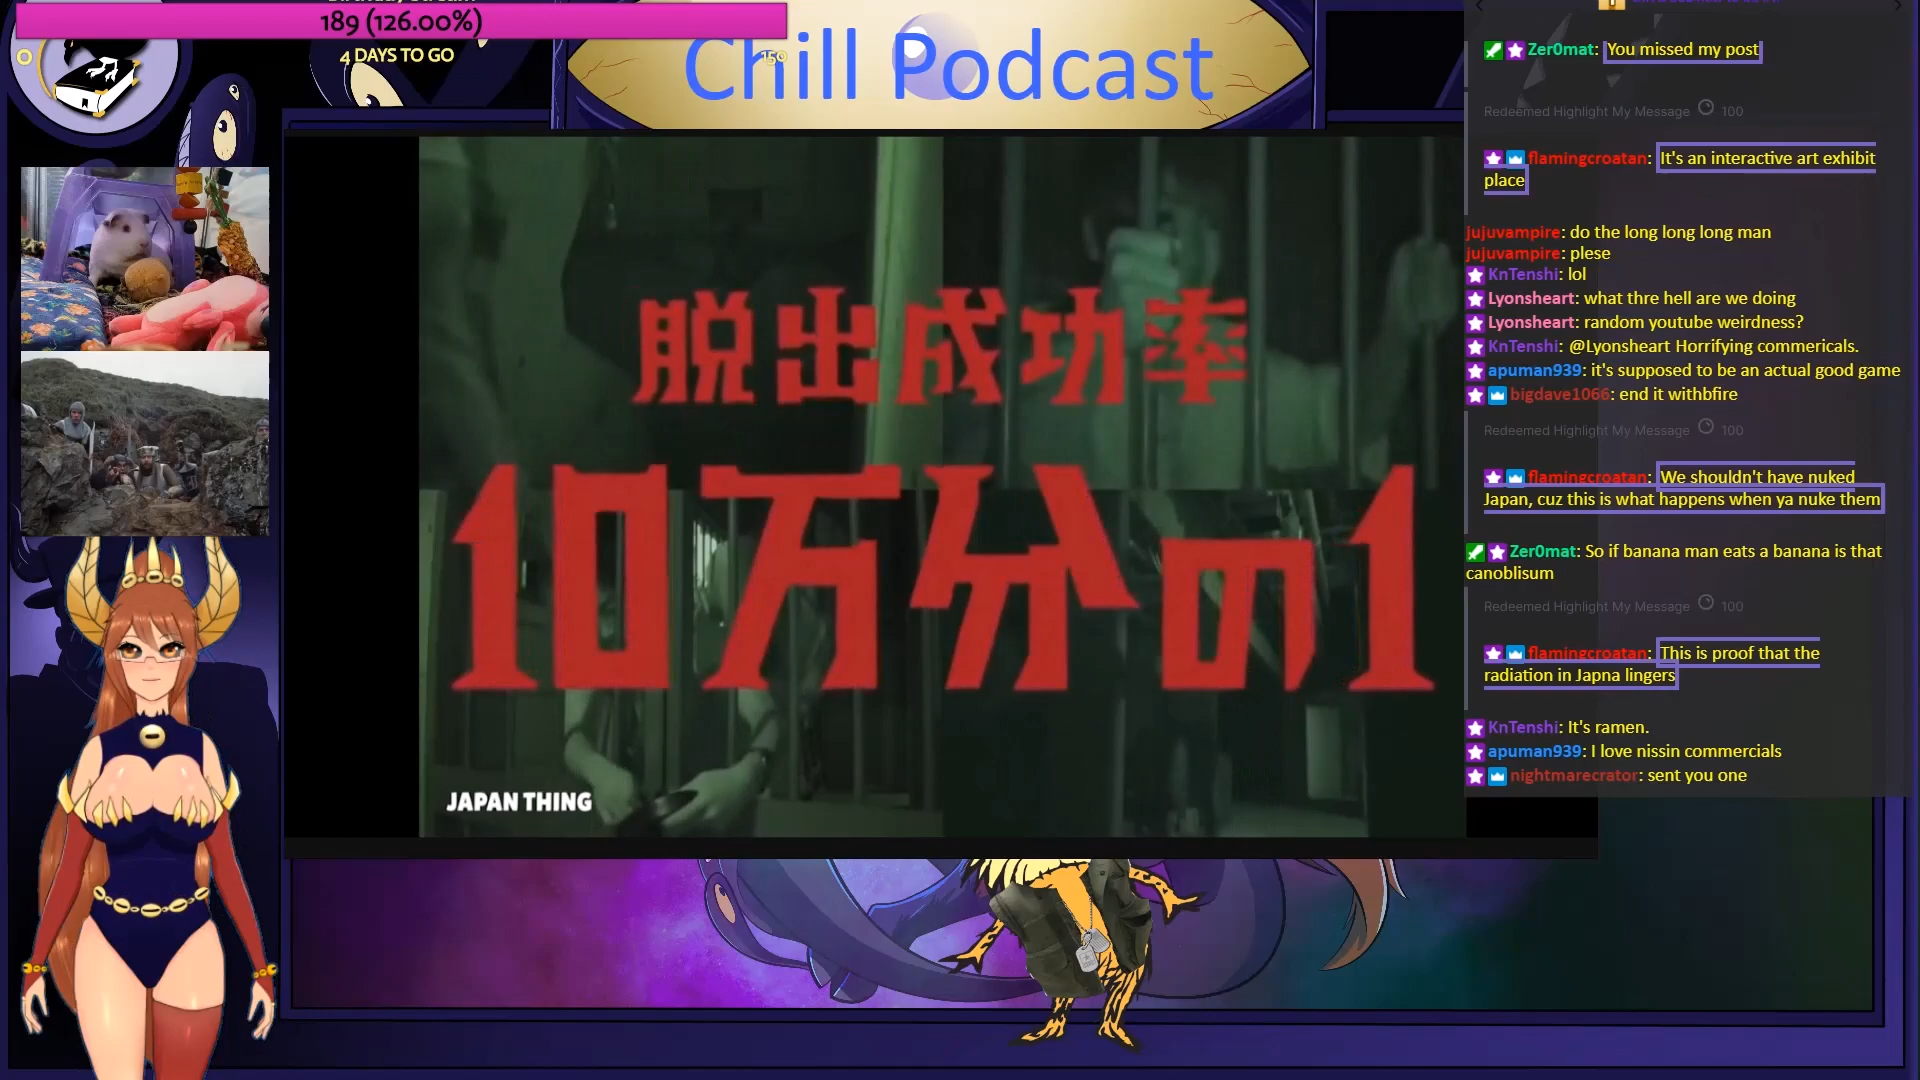 189 (126.00%)
4 DAYS TO GO
150
Chill Podcast
脱出成功率
10万分の1
JAPAN THING
Zer0mat: You missed my post
Redeemed Highlight My Message 100
flamingcroatan: It's an interactive art exhibit
place
jujuvampire: do the long long long man
jujuvampire: plese
KnTenshi: lol
Lyonsheart: what thre hell are we doing
Lyonsheart: random youtube weirdness?
KnTenshi: @Lyonsheart Horrifying commericals.
apuman939: it's supposed to be an actual good game
bigdave1066: end it withbfire
Redeemed Highlight My Message 100
flamingcroatan: We shouldn't have nuked
Japan, cuz this is what happens when ya nuke them
Zer0mat: So if banana man eats a banana is that
canoblisum
Redeemed Highlight My Message 100
flamingcroatan: This is proof that the
radiation in Japna lingers
KnTenshi: It's ramen.
apuman939: I love nissin commercials
nightmarecrator: sent you one